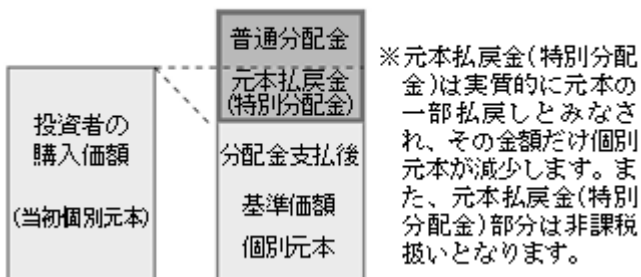 普通分配金
元本払戻金
(特別分配金)
投資者の
購入価額
(当初個別元本)
分配金支払後
基準価額
個別元本
※元本払戻金(特別分配
金)は実質的に元本の
一部払戻しとみなさ
れ、その金額だけ個別
元本が減少します。ま
た、元本払戻金(特別
分配金)部分は非課税
扱いとなります。